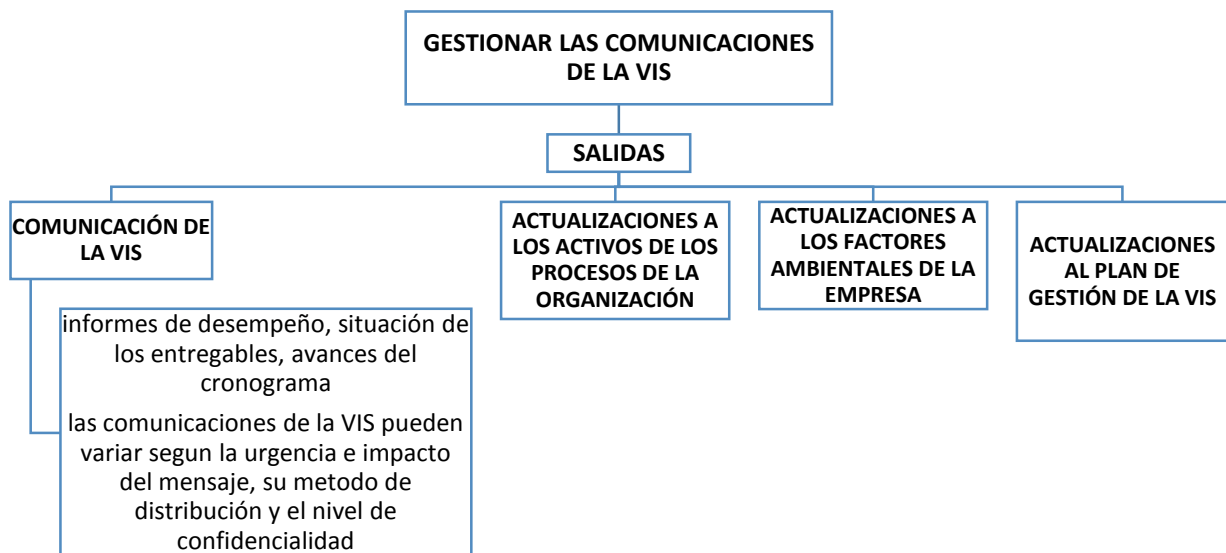 GESTIONAR LAS COMUNICACIONES
DE LA VIS
SALIDAS
COMUNICACIÓN DE
LA VIS
informes de desempeño, situación de
los entregables, avances del
cronograma
las comunicaciones de la VIS pueden
variar segun la urgencia e impacto
del mensaje, su metodo de
distribución y el nivel de
confidencialidad
ACTUALIZACIONES A
LOS ACTIVOS DE LOS
PROCESOS DE LA
ORGANIZACIÓN
ACTUALIZACIONES A
LOS FACTORES
AMBIENTALES DE LA
EMPRESA
ACTUALIZACIONES
AL PLAN DE
GESTIÓN DE LA VIS